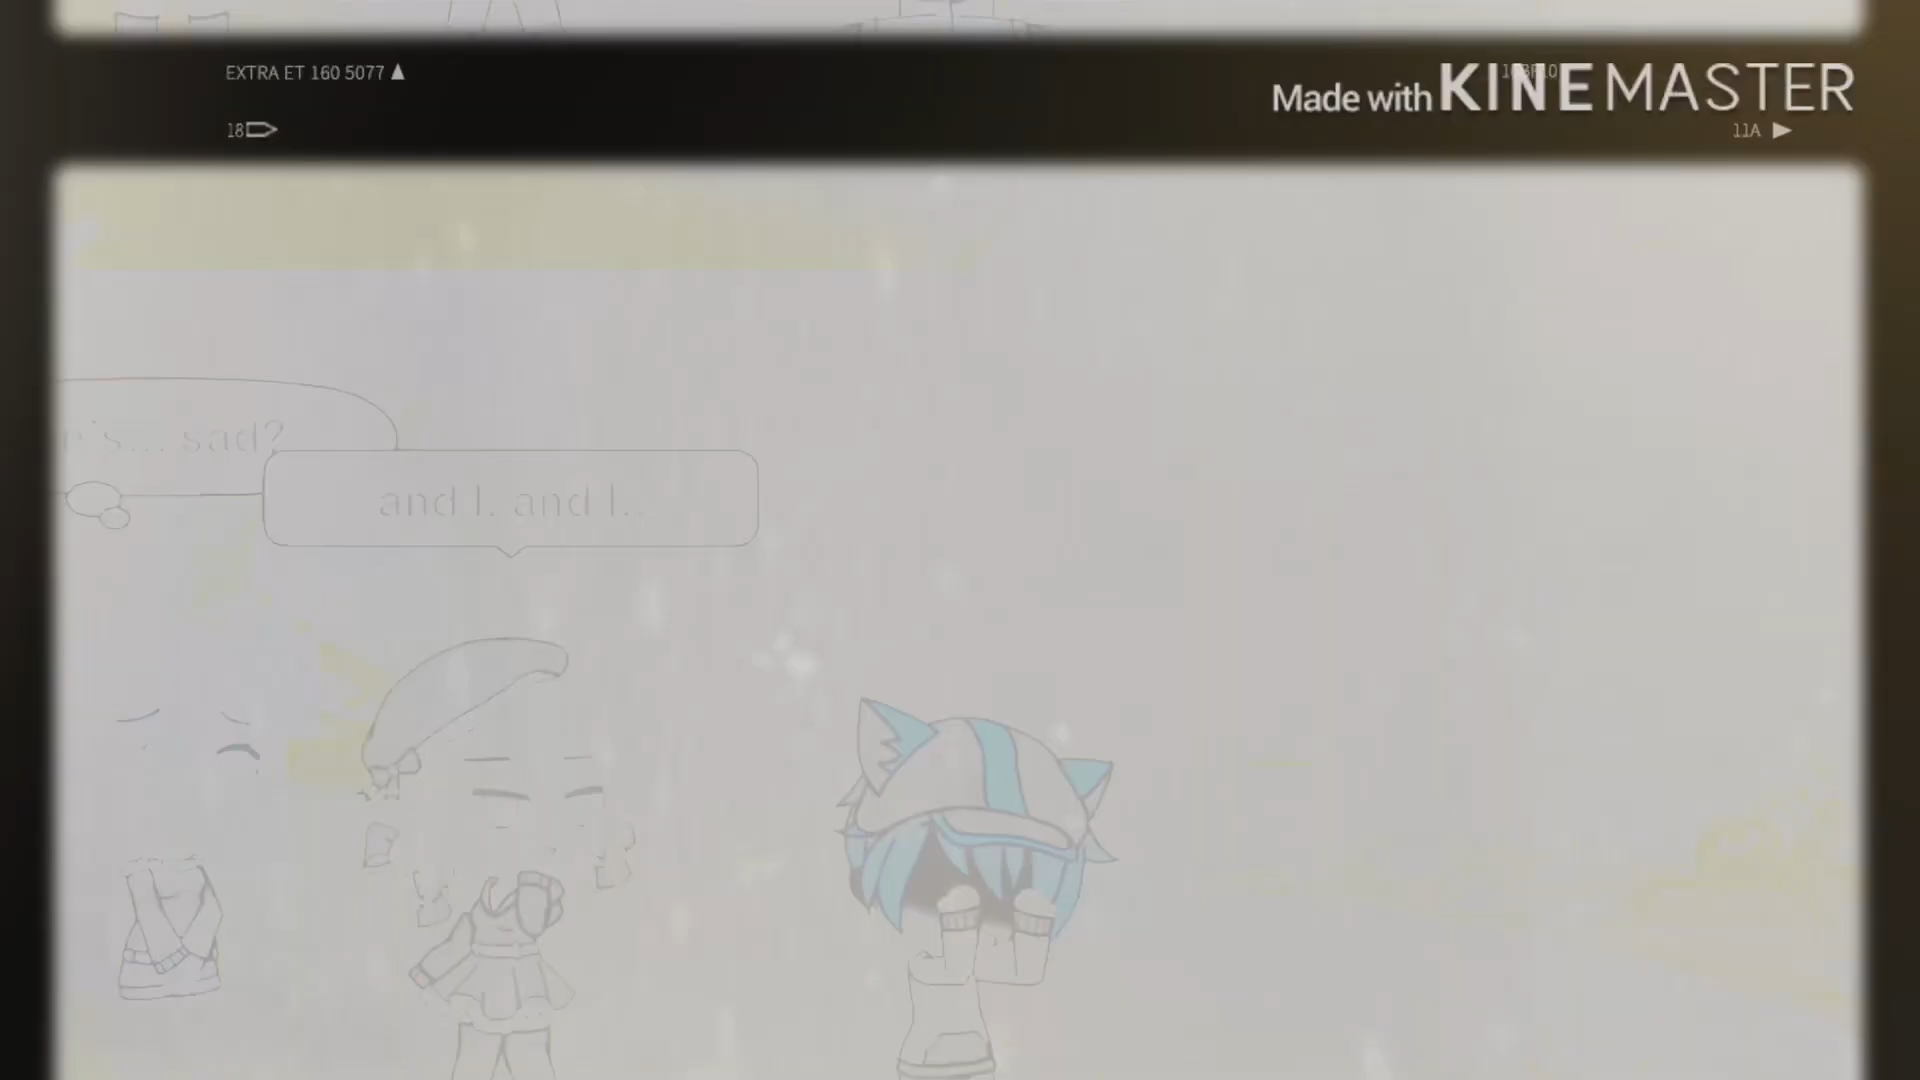 EXTRA ET 160 5077
Made with KINEMASTER
18
11A
sad?
and I. and I..